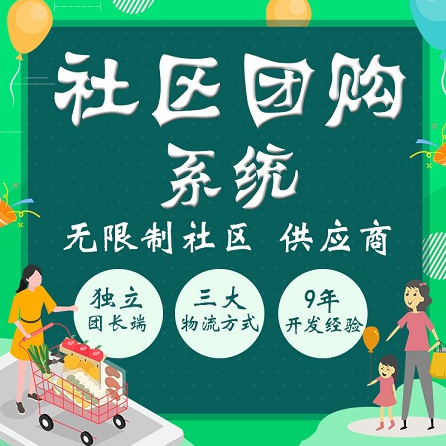 社区团购
系统
无限制社区 供应商
独立
团长端
三大
物流方式
9年
开发经验